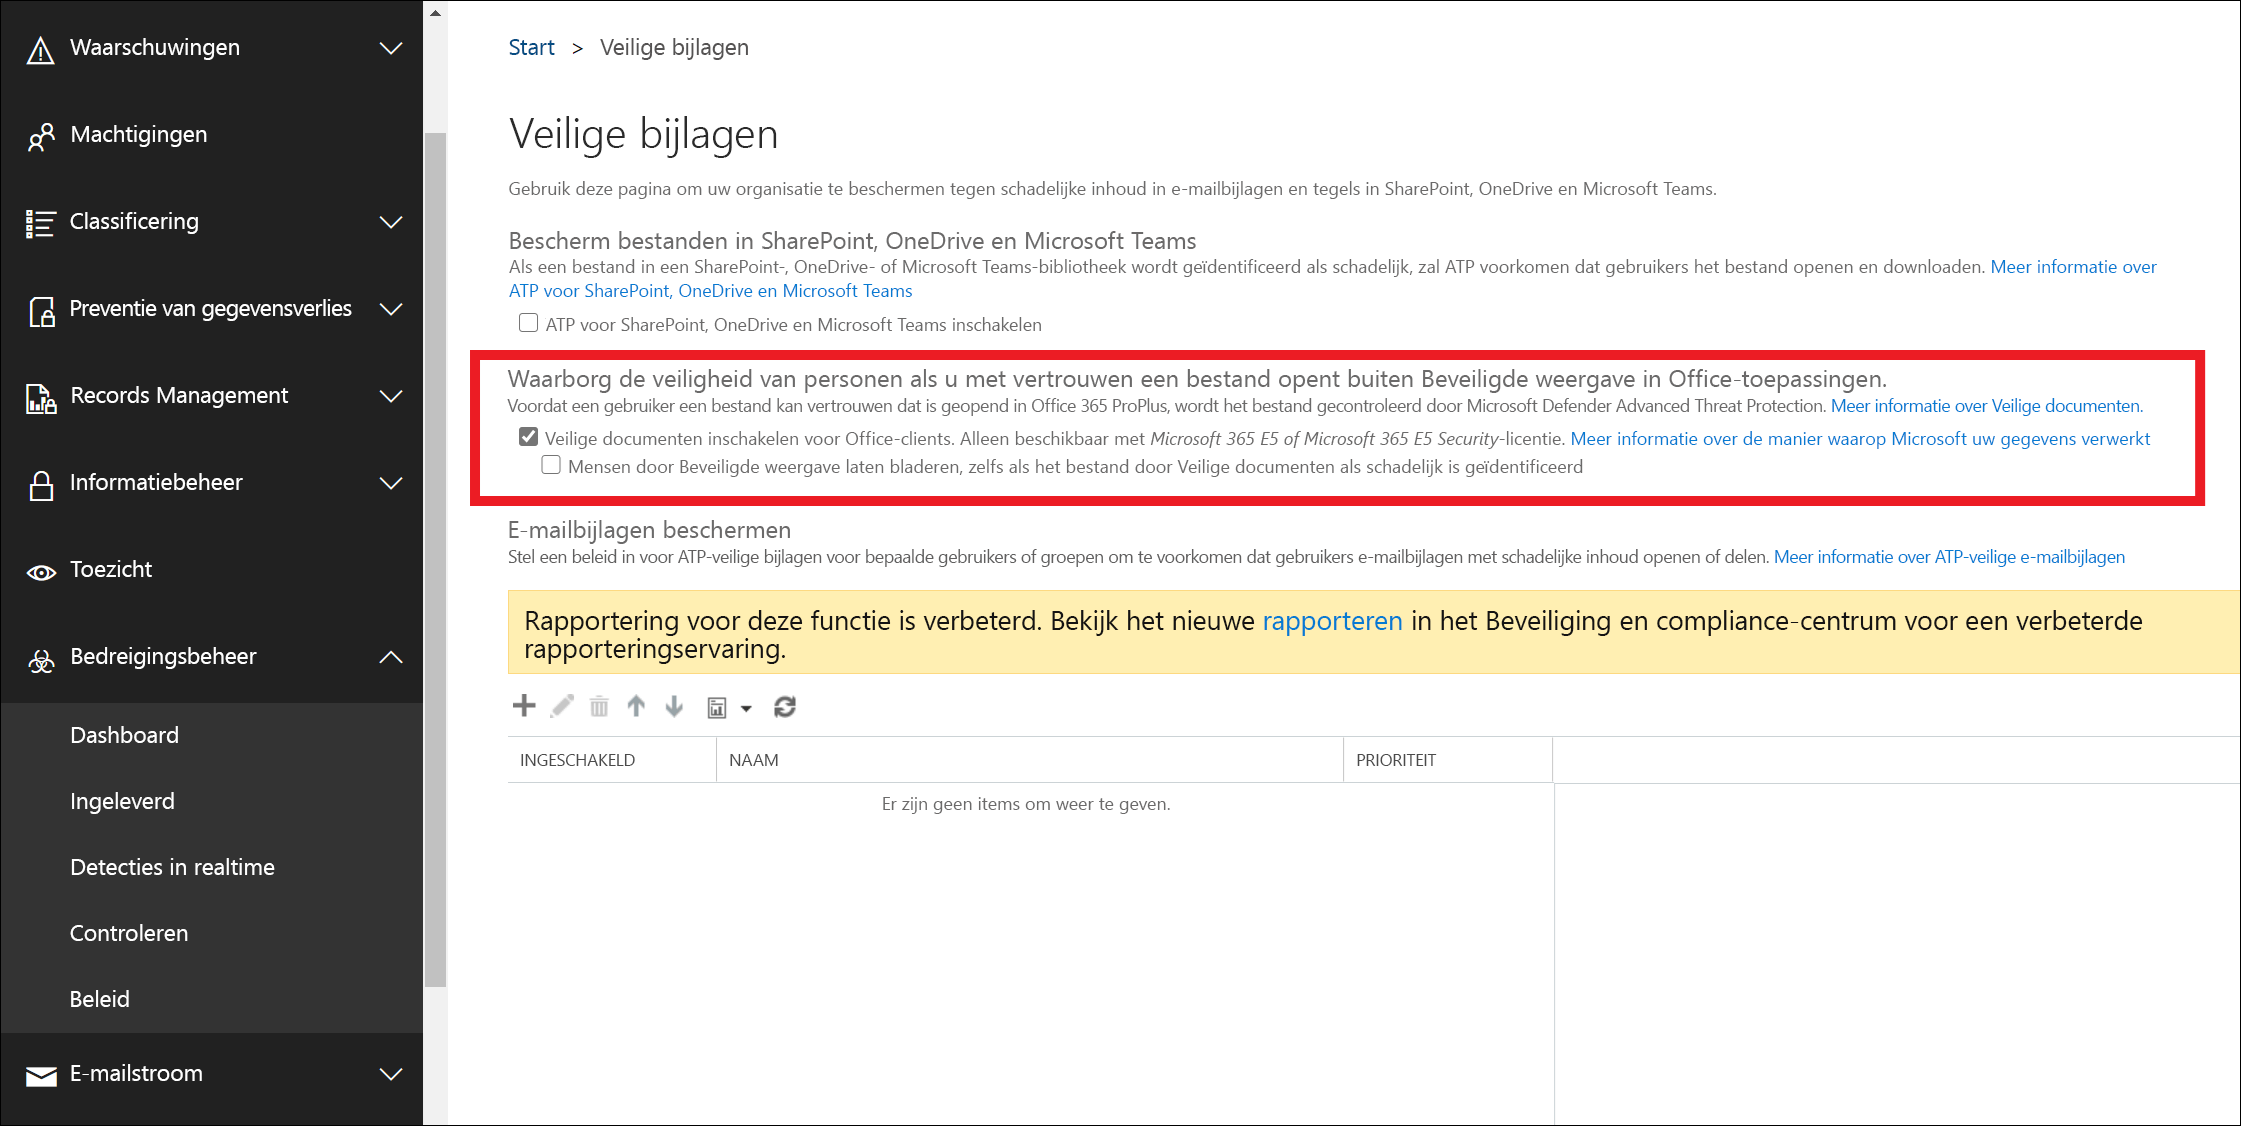 Waarschuwingen
Machtigingen
Classificering
Preventie van gegevensverlies
Records Management
Informatiebeheer
Toezicht
Bedreigingsbeheer
Dashboard
Ingeleverd
Detecties in realtime
Controleren
Beleid
E-mailstroom
Start > Veilige bijlagen
Veilige bijlagen
Gebruik deze pagina om uw organisatie te beschermen tegen schadelijke inhoud in e-mailbijlagen en tegels in SharePoint, OneDrive en Microsoft Teams.
Bescherm bestanden in SharePoint, OneDrive en Microsoft Teams
Als een bestand in een SharePoint-, OneDrive- of Microsoft Teams-bibliotheek wordt geïdentificeerd als schadelijk, zal ATP voorkomen dat gebruikers het bestand openen en downloaden. Meer informatie over
ATP voor SharePoint, OneDrive en Microsoft Teams
ATP voor SharePoint, OneDrive en Microsoft Teams inschakelen
Waarborg de veiligheid van personen als u met vertrouwen een bestand opent buiten Beveiligde weergave in Office-toepassingen.
Voordat een gebruiker een bestand kan vertrouwen dat is geopend in Office 365 ProPlus, wordt het bestand gecontroleerd door Microsoft Defender Advanced Threat Protection. Meer informatie over Veilige documenten.
Veilige documenten inschakelen voor Office-clients. Alleen beschikbaar met Microsoft 365 E5 of Microsoft 365 E5 Security-licentie. Meer informatie over de manier waarop Microsoft uw gegevens verwerkt
Mensen door Beveiligde weergave laten bladeren, zelfs als het bestand door Veilige documenten als schadelijk is geïdentificeerd
E-mailbijlagen beschermen
Stel een beleid in voor ATP-veilige bijlagen voor bepaalde gebruikers of groepen om te voorkomen dat gebruikers e-mailbijlagen met schadelijke inhoud openen of delen. Meer informatie over ATP-veilige e-mailbijlagen
Rapportering voor deze functie is verbeterd. Bekijk het nieuwe rapporteren in het Beveiliging en compliance-centrum voor een verbeterde
rapporteringservaring.
INGESCHAKELD NAAM PRIORITEIT
Er zijn geen items om weer te geven.